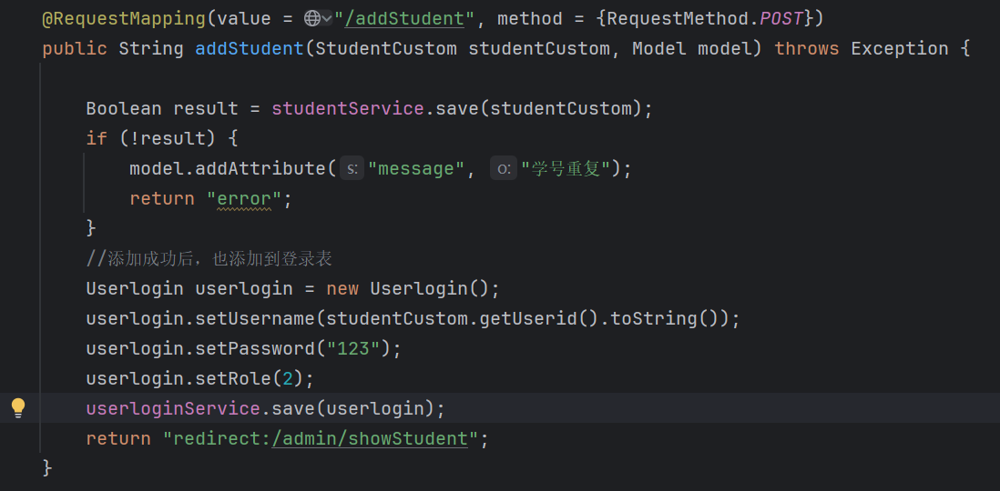 @RequestMapping(value = "/addStudent", method = {RequestMethod.POST})
public String addStudent(StudentCustom studentCustom, Model model) throws Exception {
Boolean result = studentService.save(studentCustom);
if (!result) {
model.addAttribute( s: "message", o: "学号重复");
return "error";
}
//添加成功后，也添加到登录表
Userlogin userlogin = new Userlogin();
userlogin.setUsername(studentCustom.getUserid().toString());
userlogin.setPassword("123");
userlogin.setRole(2);
userloginService.save(userlogin);
return "redirect:/admin/showStudent";
}